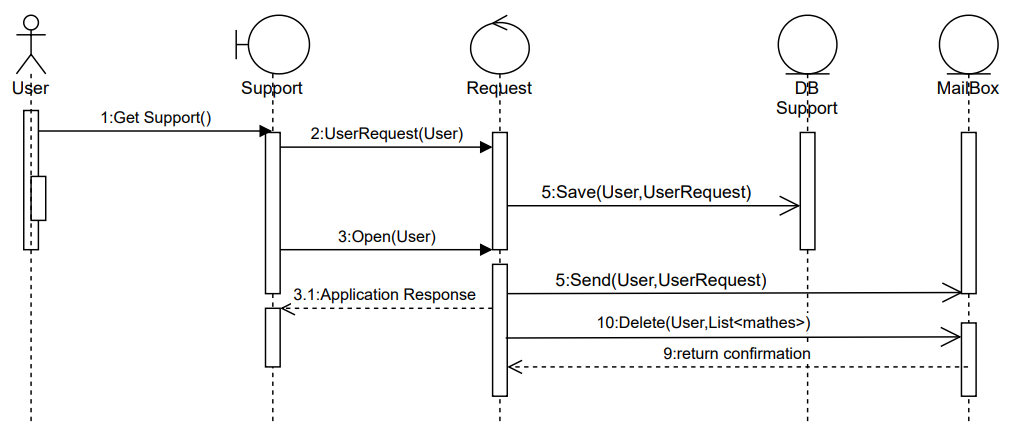 User
Support
Request
DB
Support
MailBox
1:Get Support()
2:UserRequest(User)
5:Save(User,UserRequest)
3:Open(User)
5:Send(User,UserRequest)
3.1:Application Response
10:Delete(User,List<mathes>)
9:return confirmation